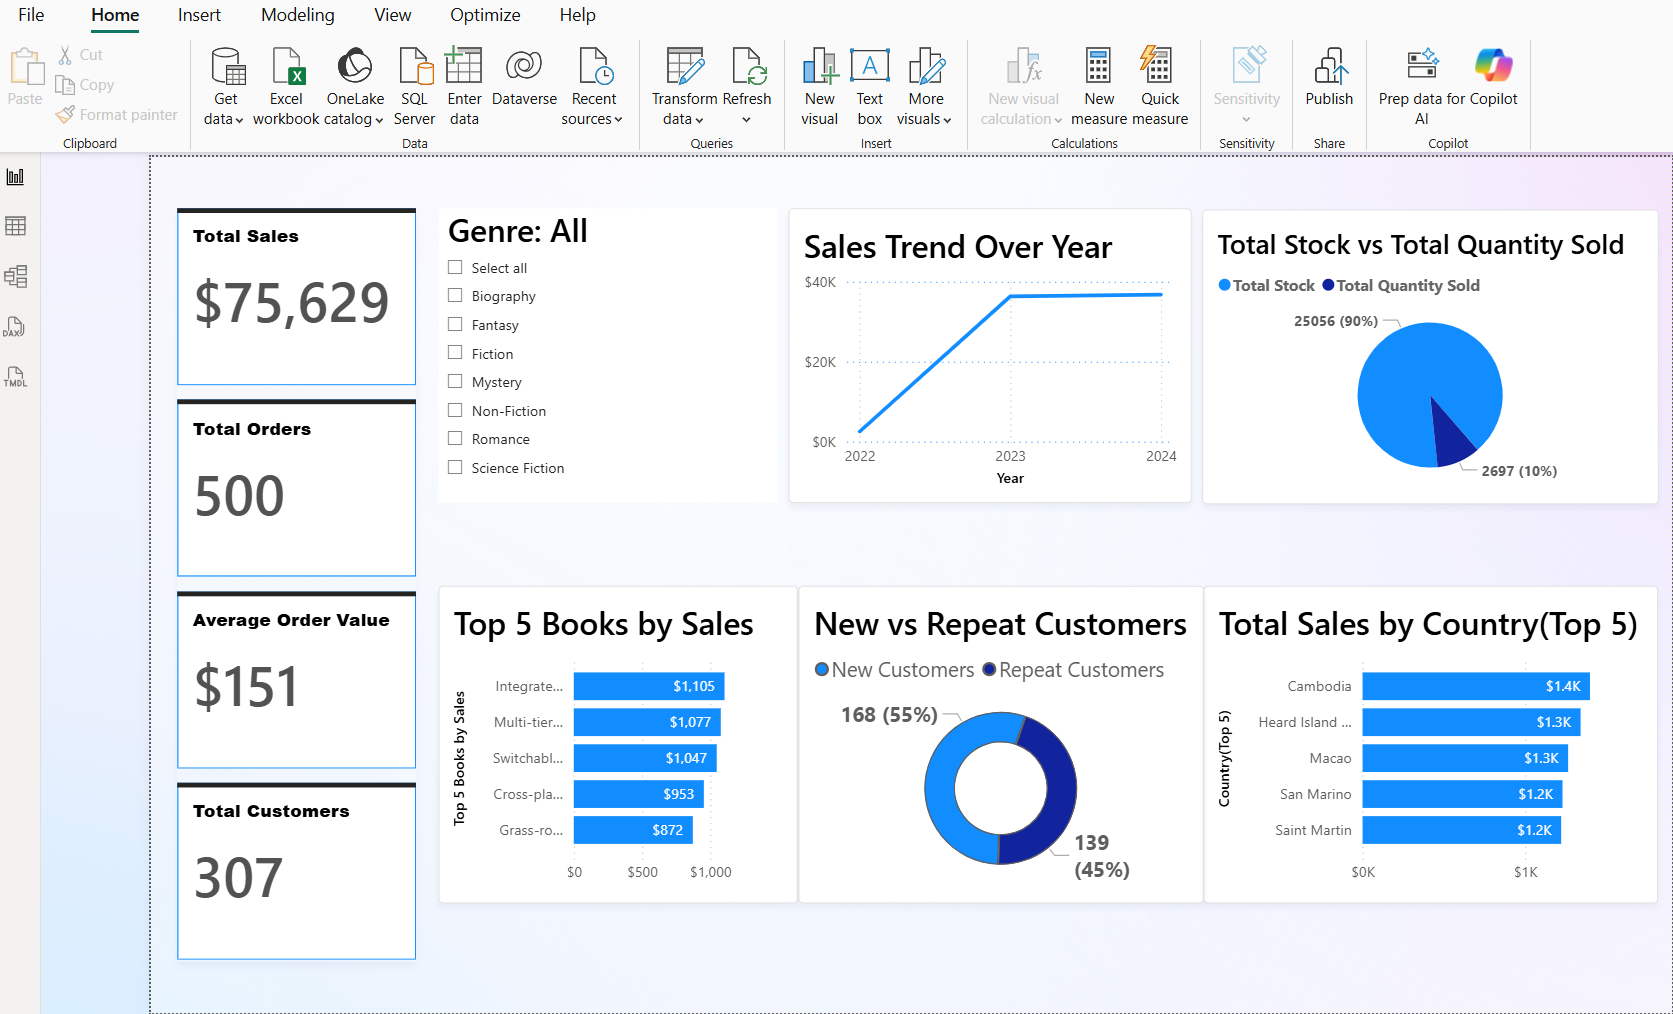 File Home Insert Modeling View Optimize Help
Paste
Cut
Copy
Format painter
Clipboard
Get
data
Excel
workbook
OneLake
catalog
SQL
Server
Enter
data
Dataverse
Recent
sources
Data
Transform
data
Refresh
Queries
New
visual
Text
box
More
visuals
Insert
New visual
calculation
New
measure
Quick
measure
Calculations
Sensitivity
Sensitivity
Publish
Share
Prep data for
AI
Copilot
Copilot
DAX
TMDL
Total Sales
$75,629
Total Orders
500
Average Order Value
$151
Total Customers
307
Genre: All
Select all
Biography
Fantasy
Fiction
Mystery
Non-Fiction
Romance
Science Fiction
Sales Trend Over Year
$40K
$20K
$0K
2022 2023 2024
Year
Total Stock vs Total Quantity Sold
Total Stock Total Quantity Sold
25056 (90%)
2697 (10%)
Top 5 Books by Sales
Top 5 Books by Sales
Integrate... $1,105
Multi-tier... $1,077
Switchabl... $1,047
Cross-pla... $953
Grass-ro... $872
$0 $500 $1,000
New vs Repeat Customers
New Customers Repeat Customers
168 (55%)
139
(45%)
Total Sales by Country(Top 5)
Country(Top 5)
Cambodia $1.4K
Heard Island ... $1.3K
Macao $1.3K
San Marino $1.2K
Saint Martin $1.2K
$0K $1K